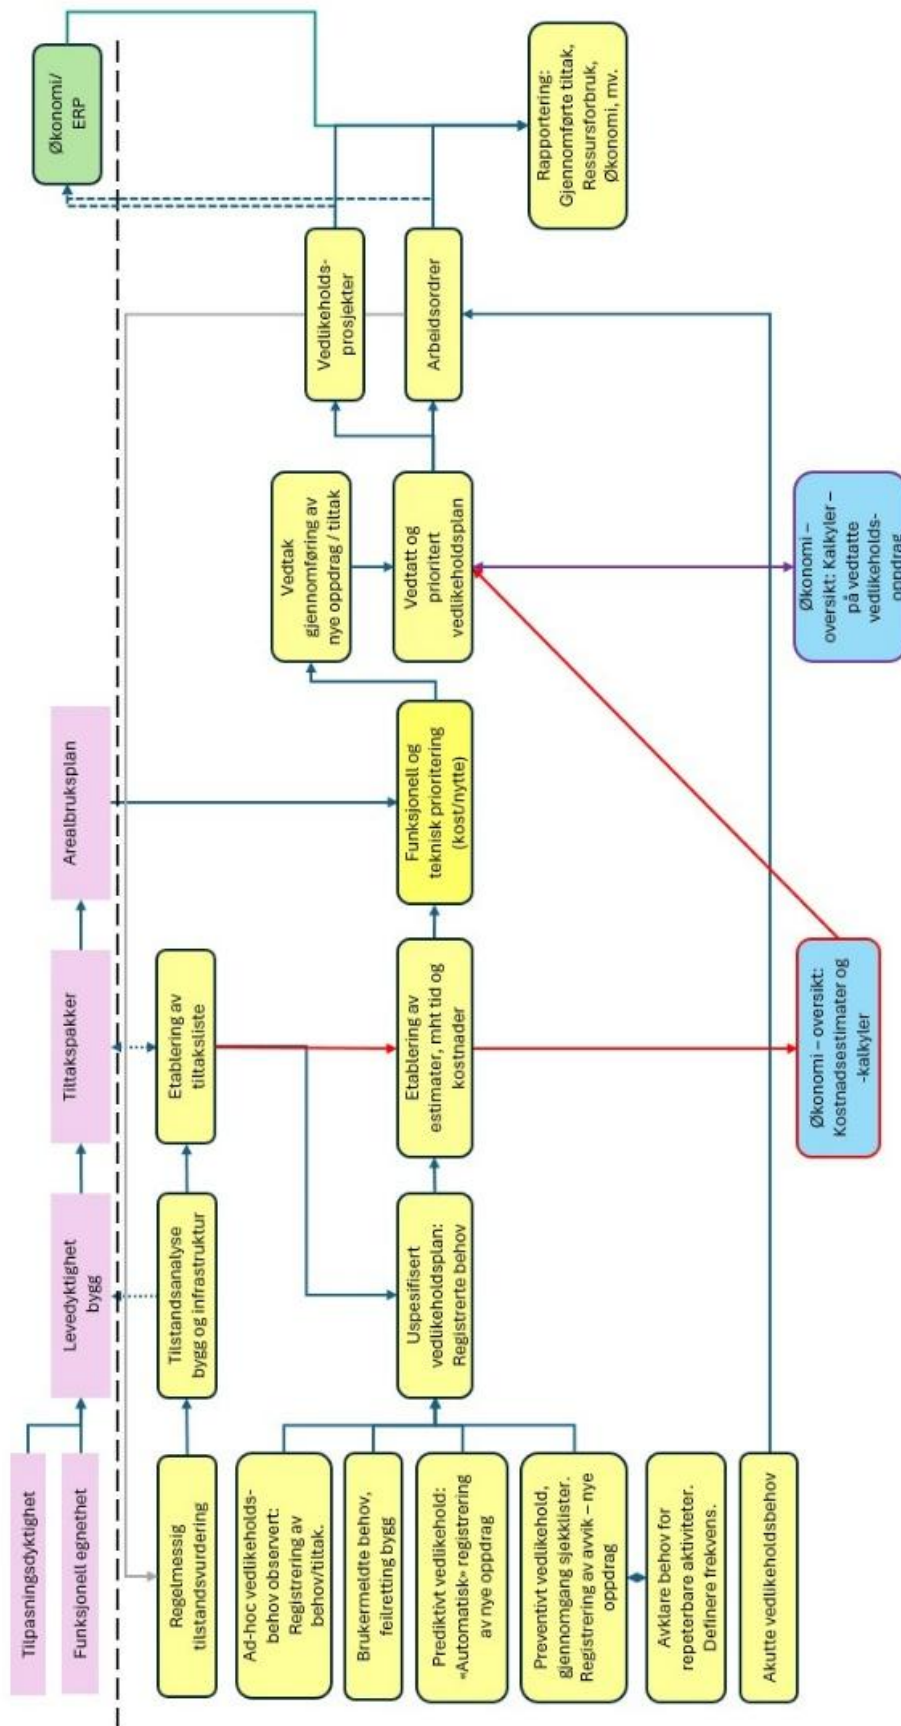 Tilpasningsdyktighet
Funksjonell egnethet
Levedyktighet
bygg
Tiltakspakker
Arealbruksplan
Økonomi/
ERP
Regelmessig
tilstandsvurdering
Tilstandsanalyse
bygg og infrastruktur
Etablering av
tiltaksliste
Ad-hoc vedlikeholds-
behov observert:
Registrering av
behov/tiltak.
Brukermeldte behov,
feilretting bygg
Prediktivt vedlikehold:
«Automatisk» registrering
av nye oppdrag
Preventivt vedlikehold,
gjennomgang sjekklister.
Registrering av avvik – nye
oppdrag
Avklare behov for
repeterbare aktiviteter.
Definere frekvens.
Akutte vedlikeholdsbehov
Uspesifisert
vedlikeholdsplan:
Registrerte behov
Etablering av
estimater, mht tid og
kostnader
Funksjonell og
teknisk prioritering
(kost/nytte)
Vedtak
gjennomføring av
nye oppdrag / tiltak
Vedtatt og
prioritert
vedlikeholdsplan
Vedlikeholds-
prosjekter
Arbeidsordrer
Rapportering:
Gjennomførte tiltak,
Ressursforbruk,
Økonomi, mv.
Økonomi – oversikt:
Kostnadsestimater og
-kalkyler
Økonomi –
oversikt: Kalkyler –
på vedtatte
vedlikeholds-
oppdrag